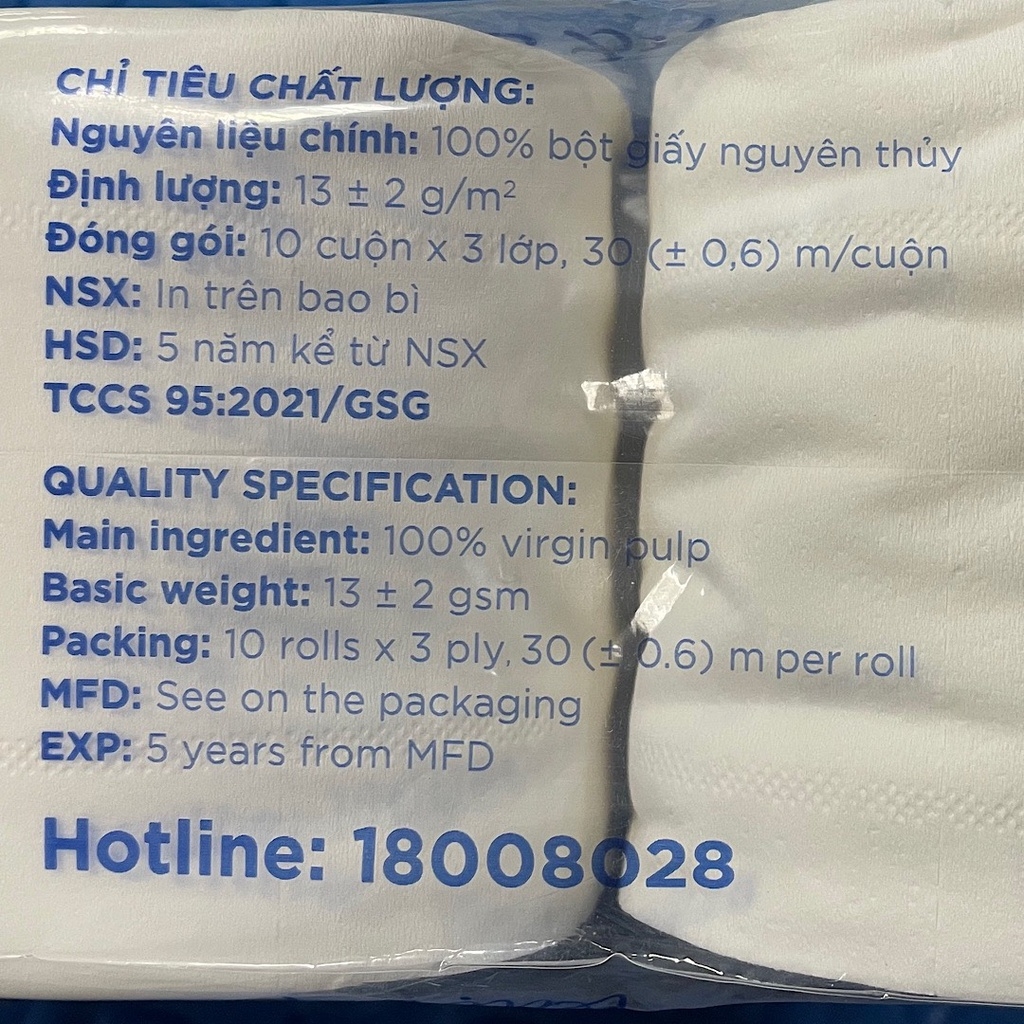 CHỈ TIÊU CHẤT LƯỢNG:
Nguyên liệu chính: 100% bột giấy nguyên thủy
Định lượng: 13 ± 2 g/m²
Đóng gói: 10 cuộn x 3 lớp, 30 (± 0,6) m/cuộn
NSX: In trên bao bì
HSD: 5 năm kể từ NSX
TCCS 95:2021/GSG
QUALITY SPECIFICATION:
Main ingredient: 100% virgin pulp
Basic weight: 13 ± 2 gsm
Packing: 10 rolls x 3 ply, 30 (± 0.6) m per roll
MFD: See on the packaging
EXP: 5 years from MFD
Hotline: 18008028